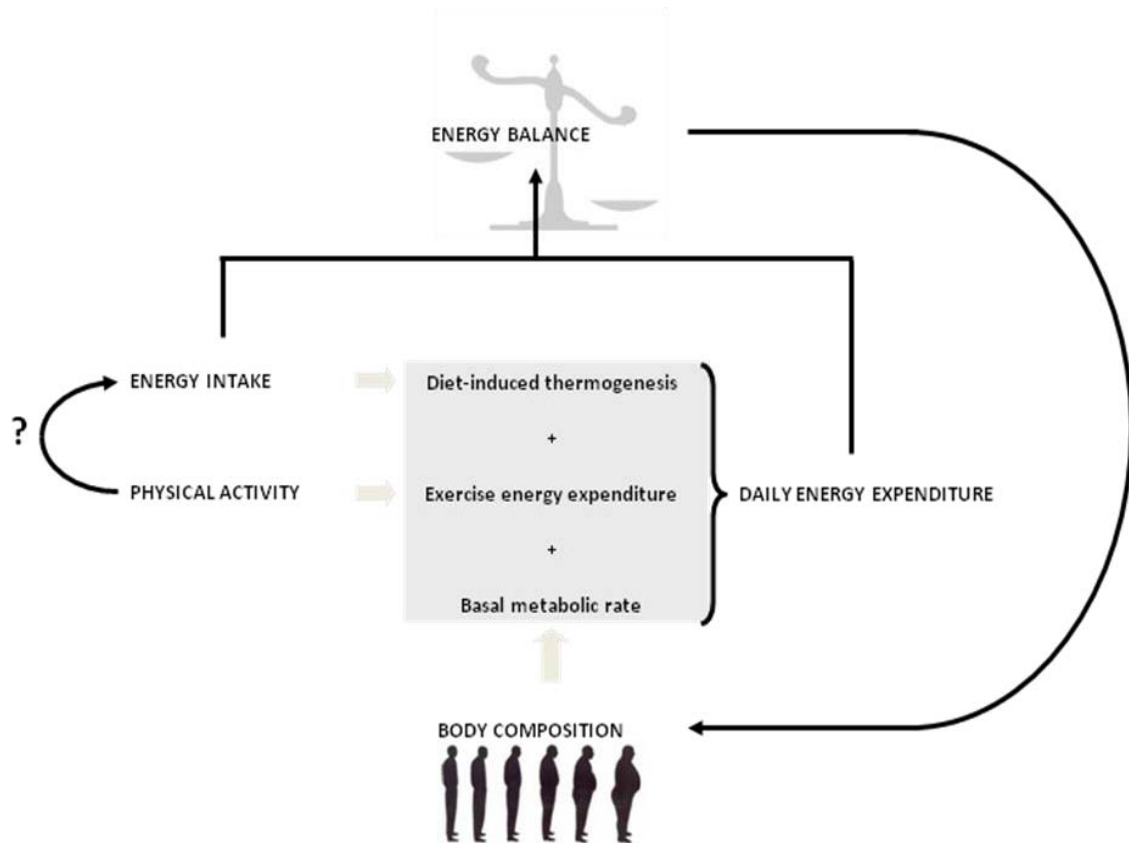 ENERGY BALANCE
ENERGY INTAKE
Diet-induced thermogenesis
+
?
PHYSICAL ACTIVITY
Exercise energy expenditure
DAILY ENERGY EXPENDITURE
+
Basal metabolic rate
BODY COMPOSITION